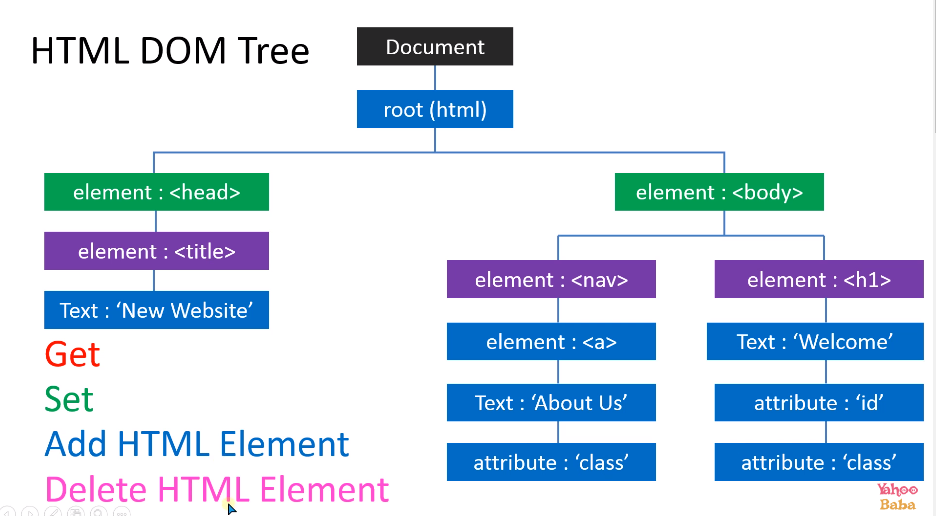 HTML DOM Tree
Document
root (html)
element : <head>
element : <body>
element : <title>
element : <nav>
element : <h1>
Text : ‘New Website’
element : <a>
Text : ‘Welcome’
Get
Set
Text : ‘About Us’
attribute : ‘id’
Add HTML Element
attribute : ‘class’
attribute : ‘class’
Delete HTML Element
Yahoo
Baba